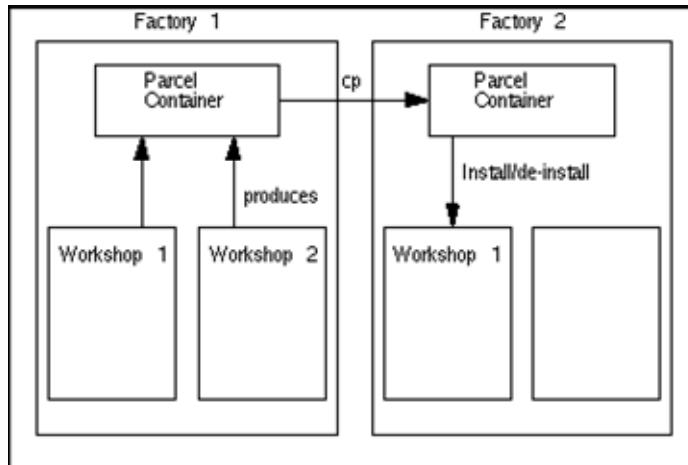 Factory 1
Factory 2
Parcel
Container
cp
Parcel
Container
produces
Install/de-install
Workshop 1
Workshop 2
Workshop 1